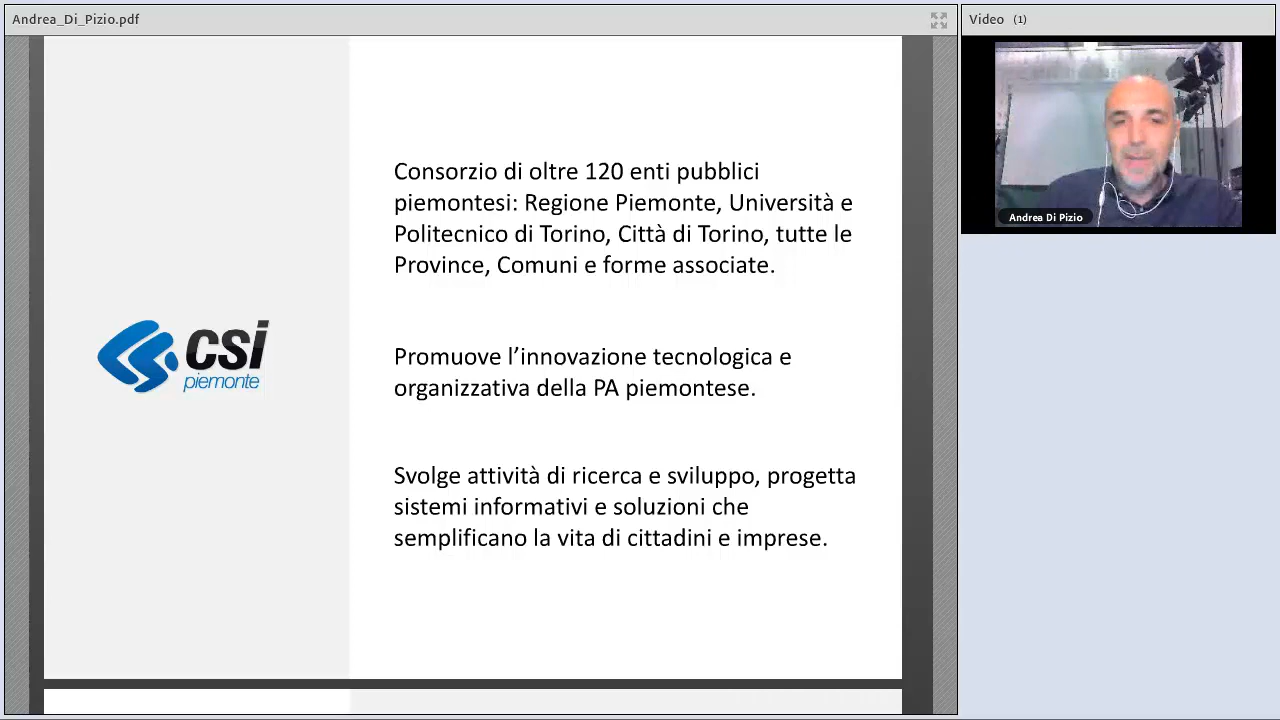 Andrea_Di_Pizio.pdf
Video (1)
Andrea Di Pizio
Consorzio di oltre 120 enti pubblici
piemontesi: Regione Piemonte, Università e
Politecnico di Torino, Città di Torino, tutte le
Province, Comuni e forme associate.
csi
piemonte
Promuove l’innovazione tecnologica e
organizzativa della PA piemontese.
Svolge attività di ricerca e sviluppo, progetta
sistemi informativi e soluzioni che
semplificano la vita di cittadini e imprese.